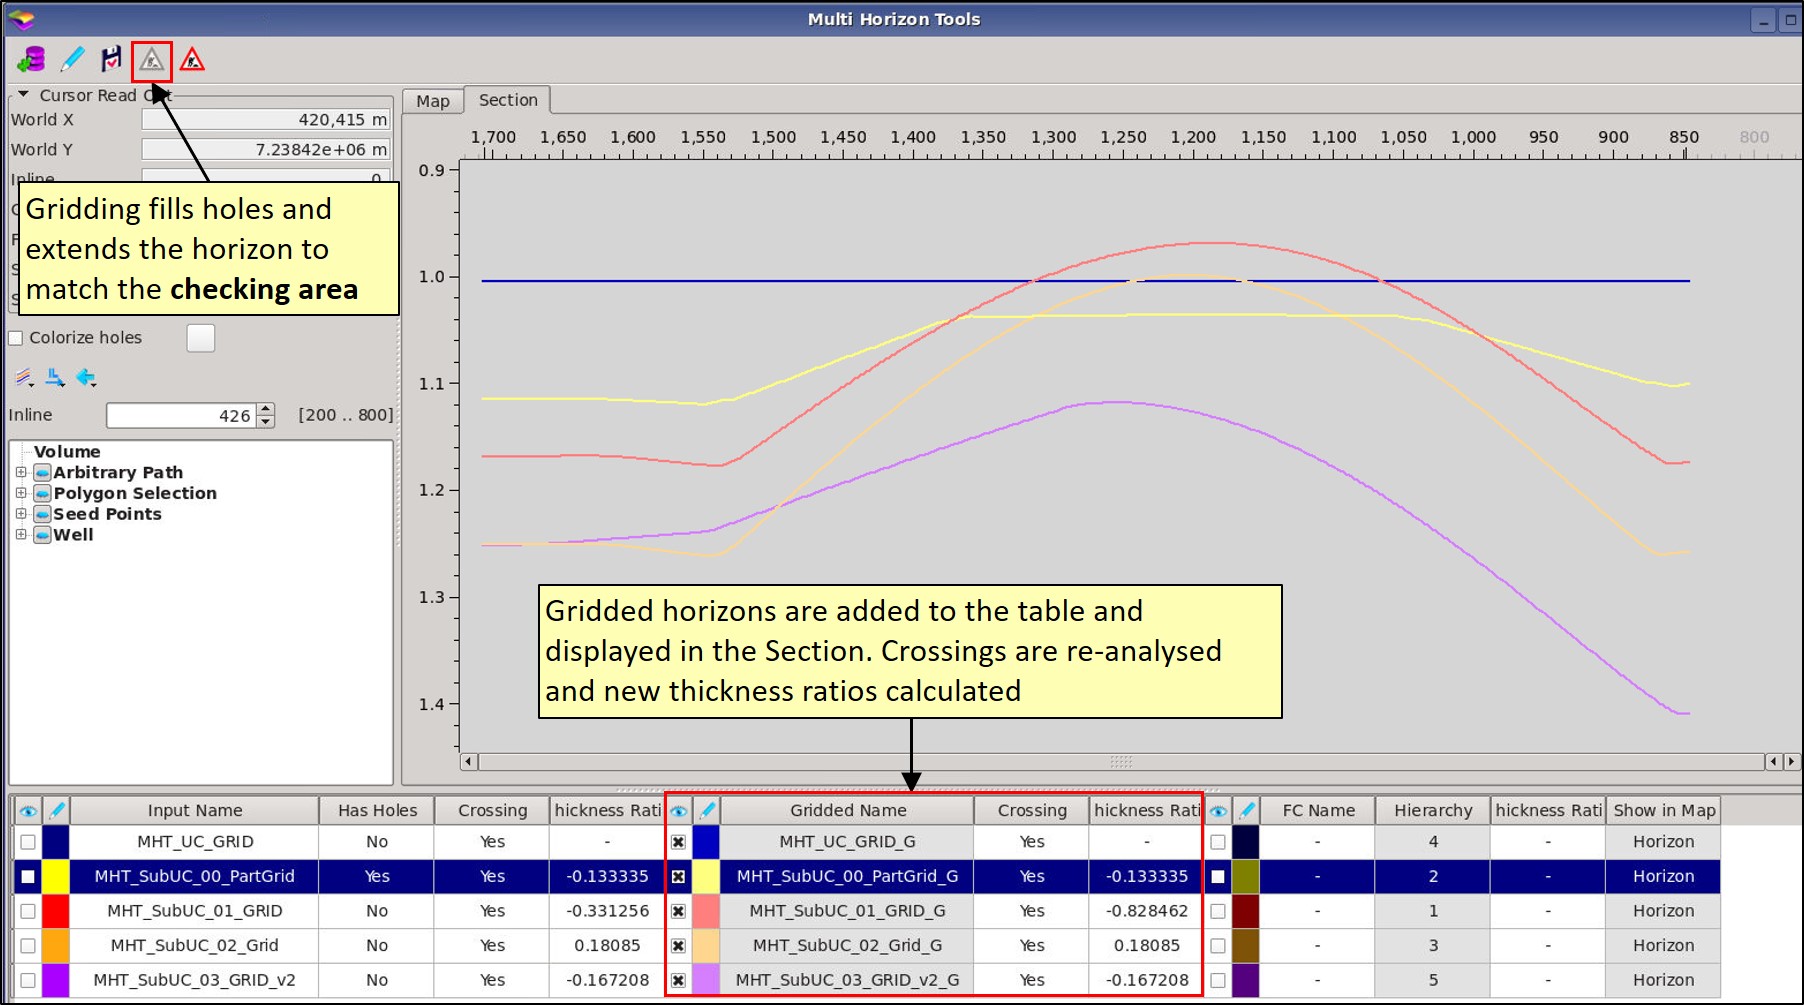 Multi Horizon Tools
Cursor Read
World X 420,415 m
World Y 7.23842e+06 m
Inline 0
Gridding fills holes and
extends the horizon to
match the checking area
Colorize holes
Inline 426 [200 .. 800]
Volume
Arbitrary Path
Polygon Selection
Seed Points
Well
Map Section
1,700 1,650 1,600 1,550 1,500 1,450 1,400 1,350 1,300 1,250 1,200 1,150 1,100 1,050 1,000 950 900 850 800
0.9
1.0
1.1
1.2
1.3
1.4
Gridded horizons are added to the table and
displayed in the Section. Crossings are re-analysed
and new thickness ratios calculated
Input Name Has Holes Crossing hickness Rati Gridded Name Crossing hickness Rati FC Name Hierarchy hickness Rati Show in Map
MHT_UC_GRID No Yes - MHT_UC_GRID_G Yes - - 4 - Horizon
MHT_SubUC_00_PartGrid Yes Yes -0.133335 MHT_SubUC_00_PartGrid_G Yes -0.133335 - 2 - Horizon
MHT_SubUC_01_GRID No Yes -0.331256 MHT_SubUC_01_GRID_G Yes -0.828462 - 1 - Horizon
MHT_SubUC_02_Grid No Yes 0.18085 MHT_SubUC_02_Grid_G Yes 0.18085 - 3 - Horizon
MHT_SubUC_03_GRID_v2 No Yes -0.167208 MHT_SubUC_03_GRID_v2_G Yes -0.167208 - 5 - Horizon